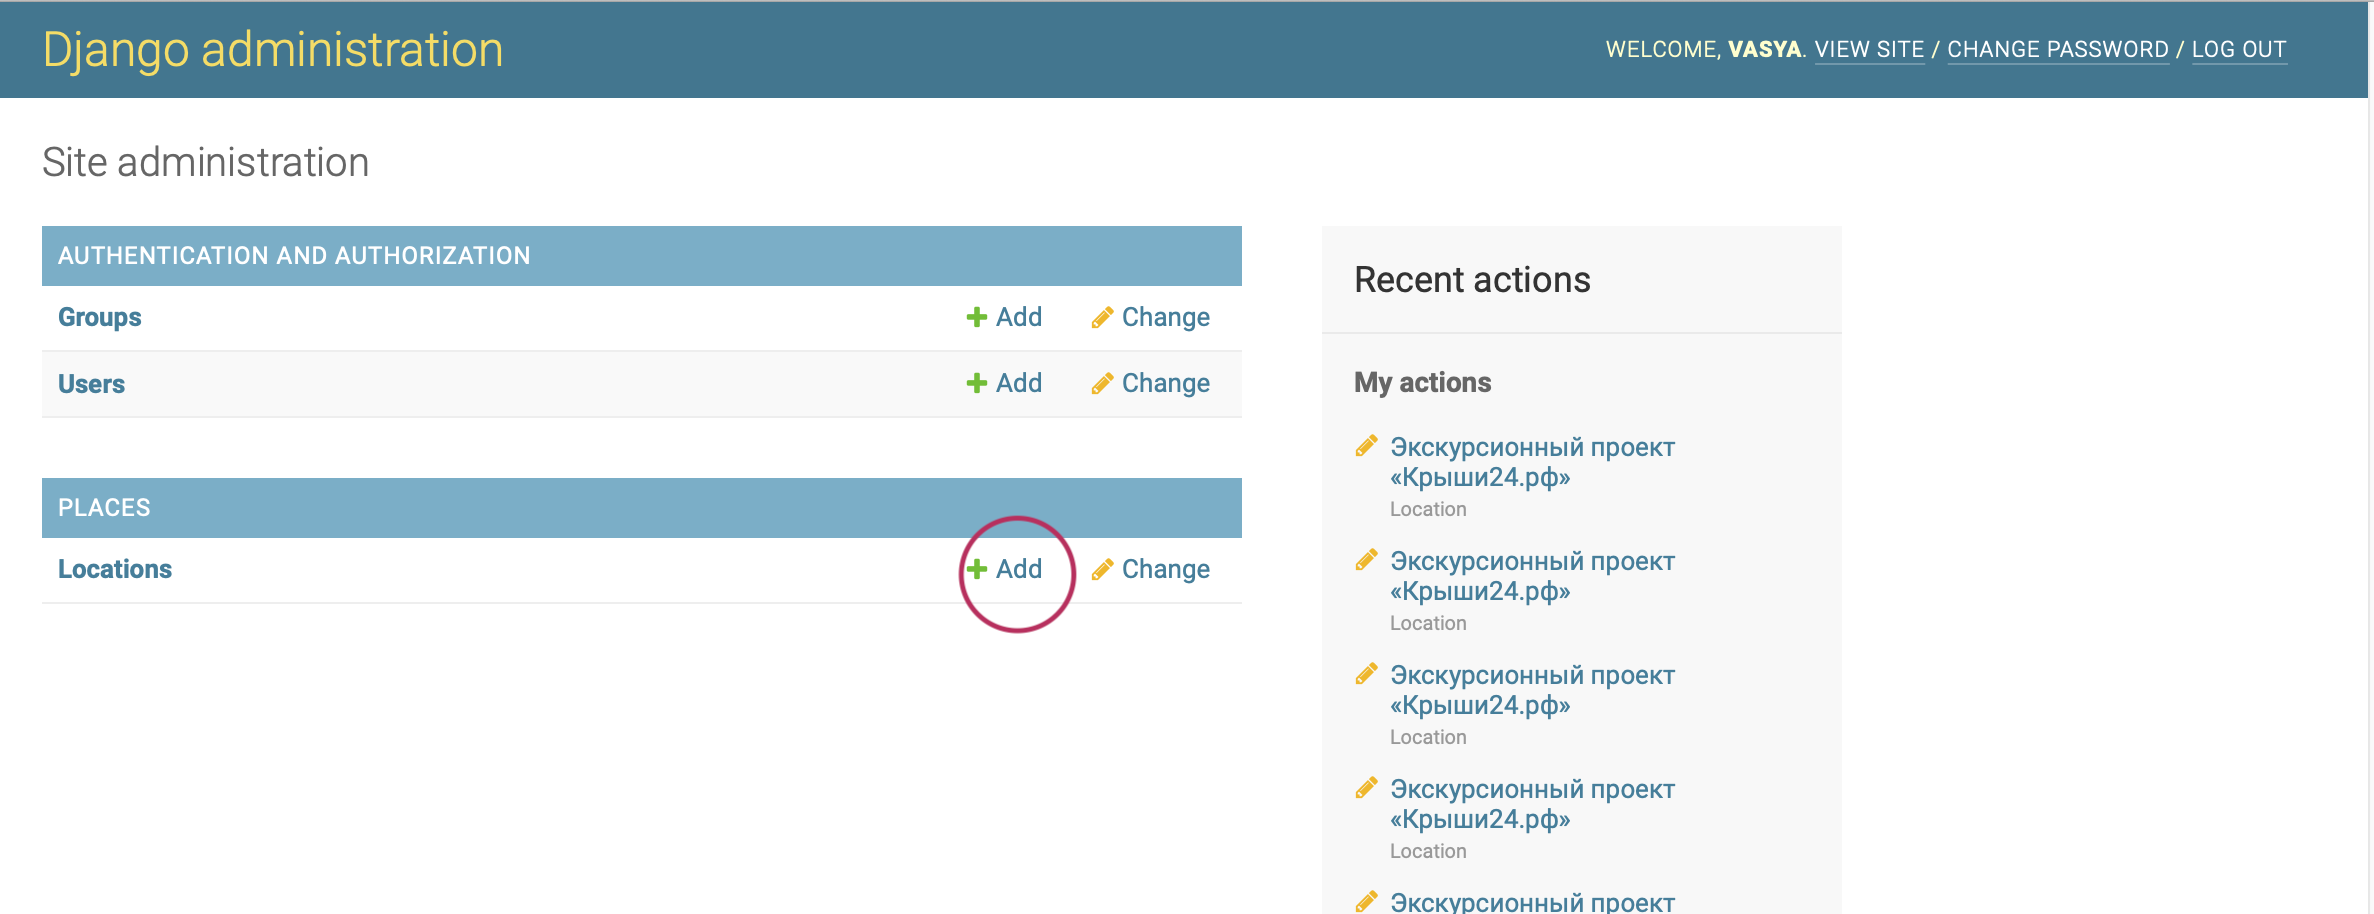 Django administration
WELCOME, VASYA. VIEW SITE / CHANGE PASSWORD / LOG OUT
Site administration
AUTHENTICATION AND AUTHORIZATION
Groups Add Change
Users Add Change
PLACES
Locations Add Change
Recent actions
My actions
Экскурсионный проект
«Крыши24.рф»
Location
Экскурсионный проект
«Крыши24.рф»
Location
Экскурсионный проект
«Крыши24.рф»
Location
Экскурсионный проект
«Крыши24.рф»
Location
Экскурсионный проект